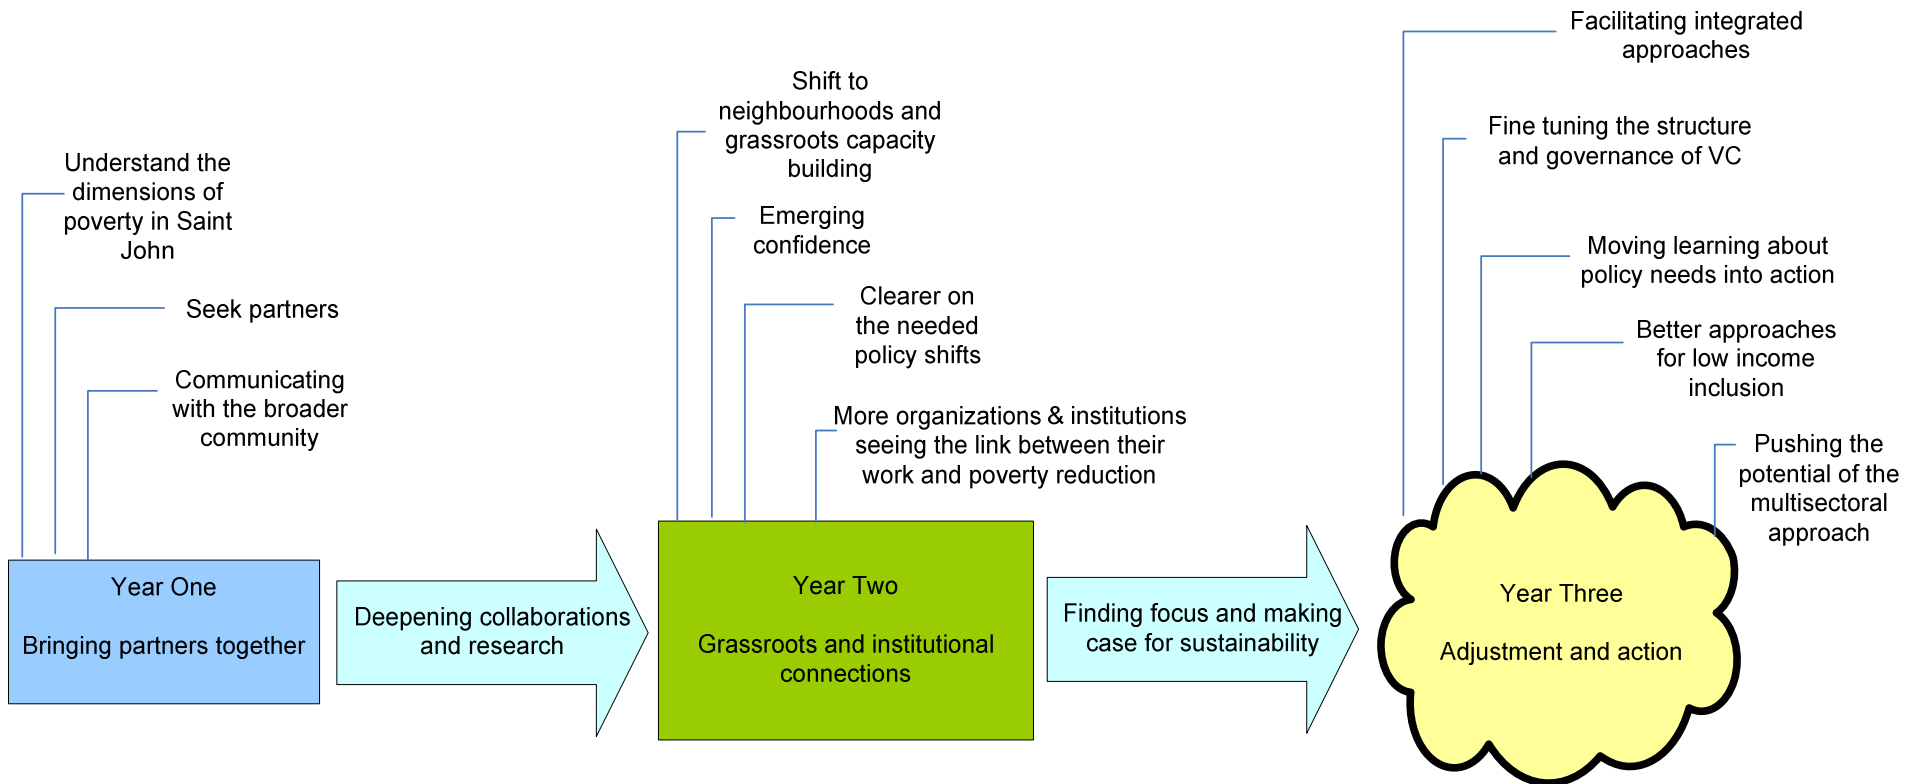 Understand the
dimensions of
poverty in Saint
John
Seek partners
Communicating
with the broader
community
Year One
Bringing partners together
Deepening collaborations
and research
Shift to
neighbourhoods and
grassroots capacity
building
Emerging
confidence
Clearer on
the needed
policy shifts
More organizations & institutions
seeing the link between their
work and poverty reduction
Year Two
Grassroots and institutional
connections
Finding focus and making
case for sustainability
Facilitating integrated
approaches
Fine tuning the structure
and governance of VC
Moving learning about
policy needs into action
Better approaches
for low income
inclusion
Pushing the
potential of the
multisectoral
approach
Year Three
Adjustment and action